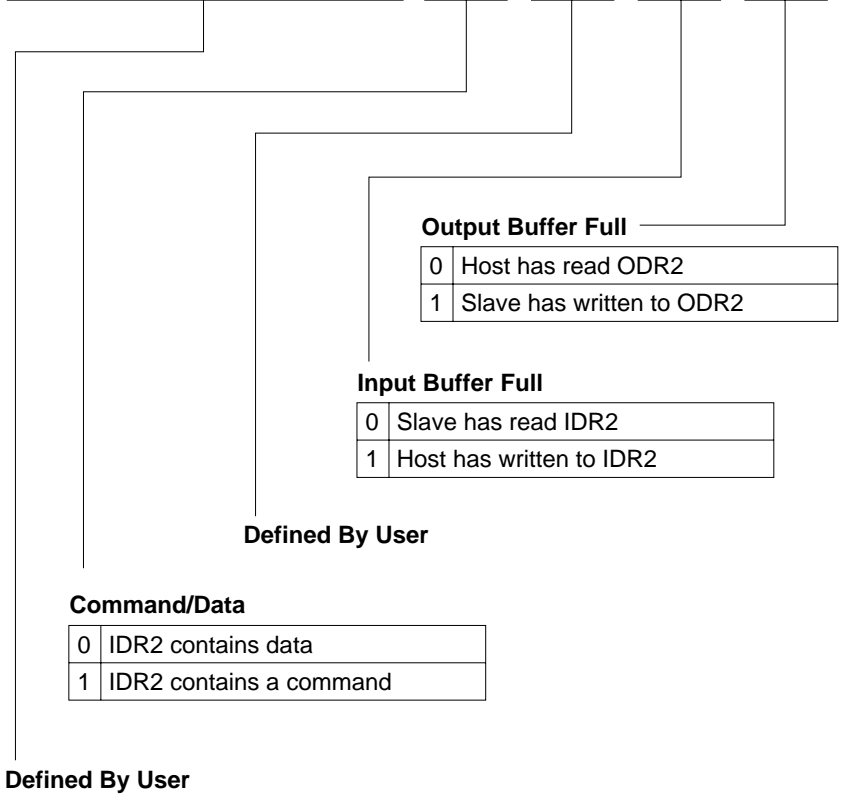 Output Buffer Full
0 Host has read ODR2
1 Slave has written to ODR2
Input Buffer Full
0 Slave has read IDR2
1 Host has written to IDR2
Defined By User
Command/Data
0 IDR2 contains data
1 IDR2 contains a command
Defined By User